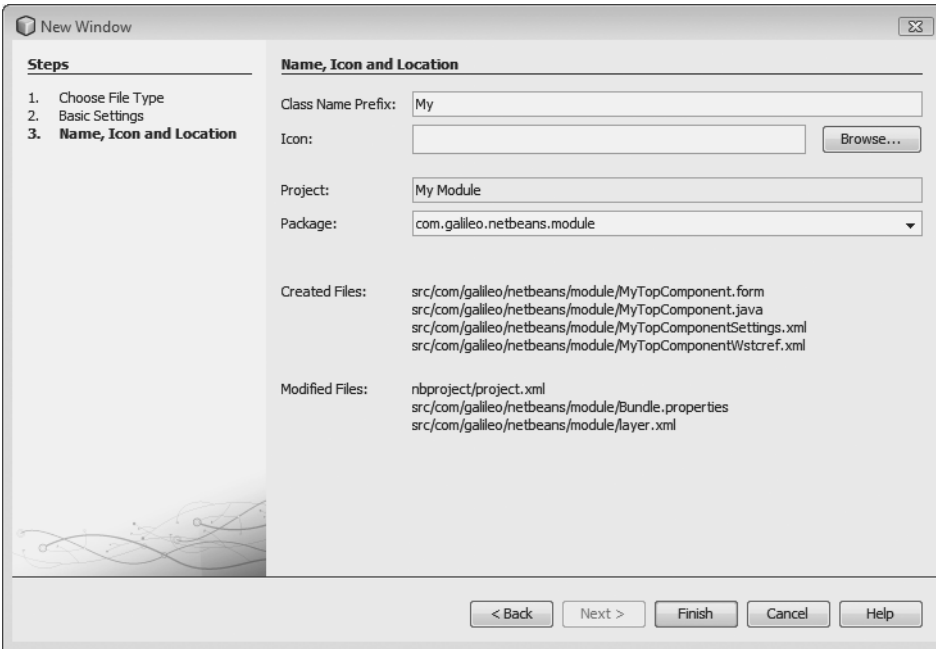 New Window
Steps
1. Choose File Type
2. Basic Settings
3. Name, Icon and Location
Name, Icon and Location
Class Name Prefix: My
Icon:
Browse...
Project: My Module
Package: com.galileo.netbeans.module
Created Files: src/com/galileo/netbeans/module/MyTopComponent.form
src/com/galileo/netbeans/module/MyTopComponent.java
src/com/galileo/netbeans/module/MyTopComponentSettings.xml
src/com/galileo/netbeans/module/MyTopComponentWstcref.xml
Modified Files: nbproject/project.xml
src/com/galileo/netbeans/module/Bundle.properties
src/com/galileo/netbeans/module/layer.xml
< Back Next > Finish Cancel Help